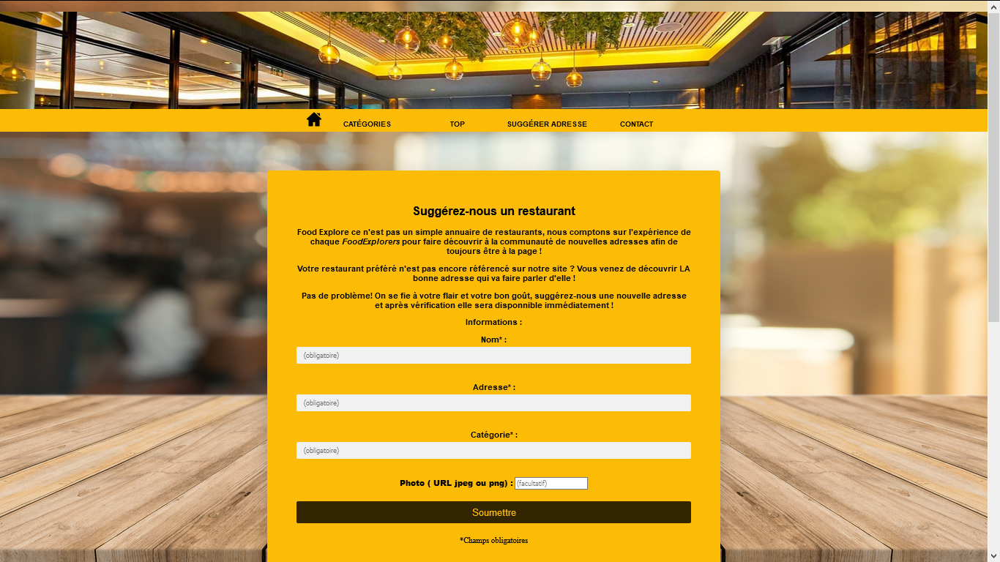 CATÉGORIES TOP SUGGÉRER ADRESSE CONTACT
Suggérez-nous un restaurant
Food Explore ce n'est pas un simple annuaire de restaurants, nous comptons sur l'expérience de
chaque FoodExplorers pour faire découvrir à la communauté de nouvelles adresses afin de
toujours être à la page !
Votre restaurant préféré n'est pas encore référencé sur notre site ? Vous venez de découvrir LA
bonne adresse qui va faire parler d'elle !
Pas de problème! On se fie à votre flair et votre bon goût, suggérez-nous une nouvelle adresse
et après vérification elle sera disponnible immédiatement !
Informations :
Nom* :
(obligatoire)
Adresse* :
(obligatoire)
Catégorie* :
(obligatoire)
Photo ( URL jpeg ou png) : (facultatif)
Soumettre
*Champs obligatoires